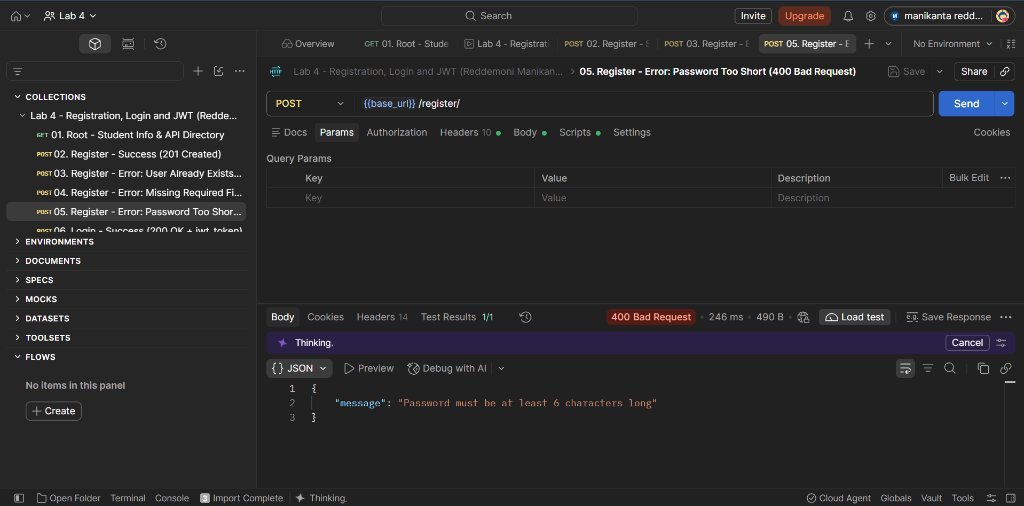 Lab 4
Search
Invite
Upgrade
manikanta redd...
Overview
GET 01. Root - Stude
Lab 4 - Registrati
POST 02. Register - S
POST 03. Register - E
POST 05. Register - E
No Environment
Lab 4 - Registration, Login and JWT (Reddemoni Manikan... > 05. Register - Error: Password Too Short (400 Bad Request)
Save
Share
COLLECTIONS
Lab 4 - Registration, Login and JWT (Redde...
GET 01. Root - Student Info & API Directory
POST 02. Register - Success (201 Created)
POST 03. Register - Error: User Already Exists...
POST 04. Register - Error: Missing Required Fi...
POST 05. Register - Error: Password Too Shor...
POST 06. Login - Success (200 OK + jwt_token)
ENVIRONMENTS
DOCUMENTS
SPECS
MOCKS
DATASETS
TOOLSETS
FLOWS
No items in this panel
+ Create
POST
{{base_url}} /register/
Send
Docs Params Authorization Headers 10 Body Scripts Settings Cookies
Query Params
Key Value Description Bulk Edit
Key Value Description
Body Cookies Headers 14 Test Results 1/1
400 Bad Request • 246 ms • 490 B
Load test
e.g. Save Response
Thinking.
Cancel
{} JSON Preview Debug with AI
1 {
2 "message": "Password must be at least 6 characters long"
3 }
Open Folder Terminal Console 3 Import Complete Thinking.
Cloud Agent Globals Vault Tools